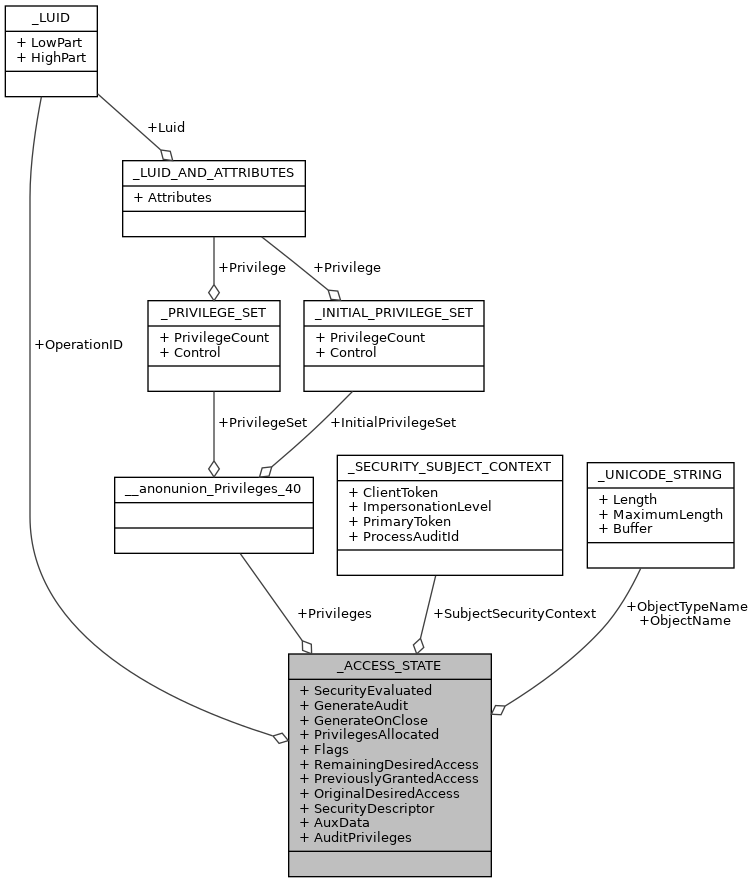 _LUID
+ LowPart
+ HighPart
+Luid
_LUID_AND_ATTRIBUTES
+ Attributes
+Privilege
+Privilege
_PRIVILEGE_SET
+ PrivilegeCount
+ Control
_INITIAL_PRIVILEGE_SET
+ PrivilegeCount
+ Control
+OperationID
+PrivilegeSet
+InitialPrivilegeSet
__anonunion_Privileges_40
_SECURITY_SUBJECT_CONTEXT
+ ClientToken
+ ImpersonationLevel
+ PrimaryToken
+ ProcessAuditId
_UNICODE_STRING
+ Length
+ MaximumLength
+ Buffer
+Privileges
+SubjectSecurityContext
+ObjectTypeName
+ObjectName
_ACCESS_STATE
+ SecurityEvaluated
+ GenerateAudit
+ GenerateOnClose
+ PrivilegesAllocated
+ Flags
+ RemainingDesiredAccess
+ PreviouslyGrantedAccess
+ OriginalDesiredAccess
+ SecurityDescriptor
+ AuxData
+ AuditPrivileges